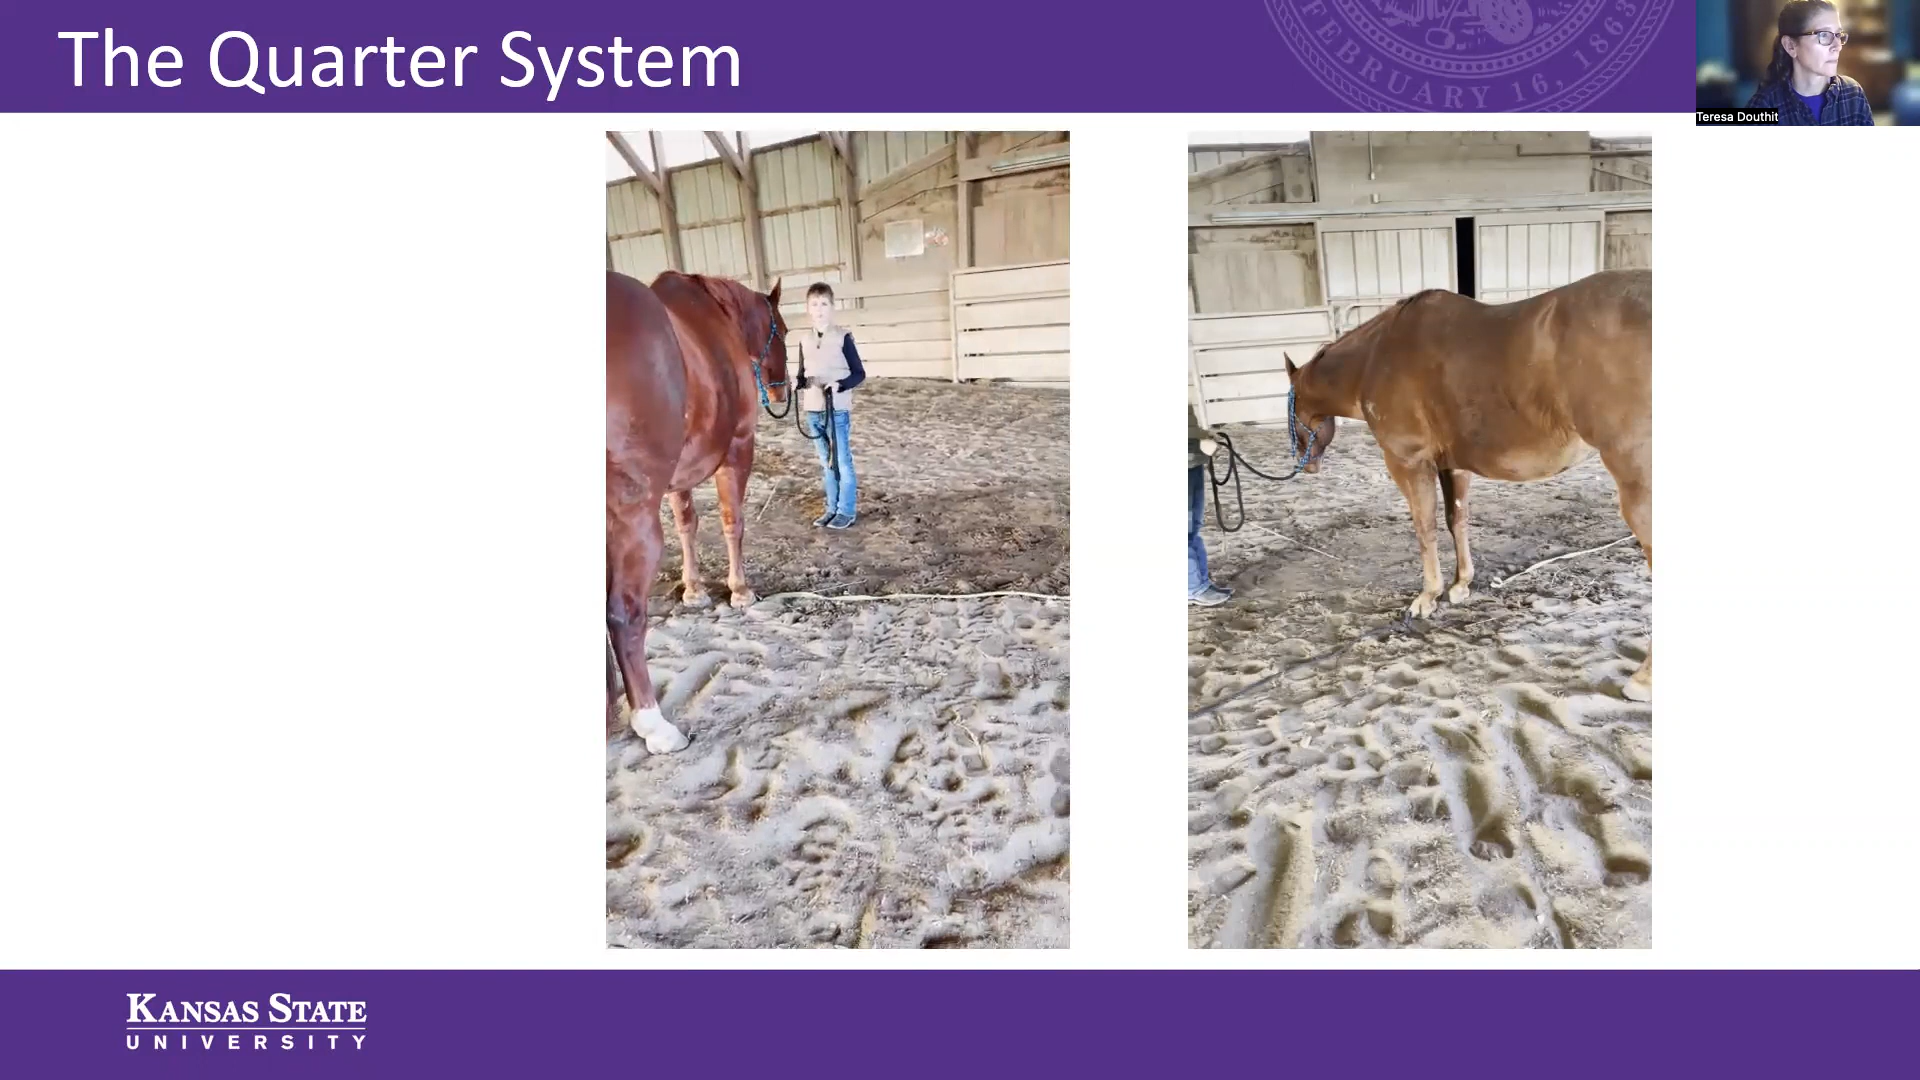 The Quarter System
FEBRUARY 16, 1863
Teresa Douthit
KANSAS STATE
UNIVERSITY